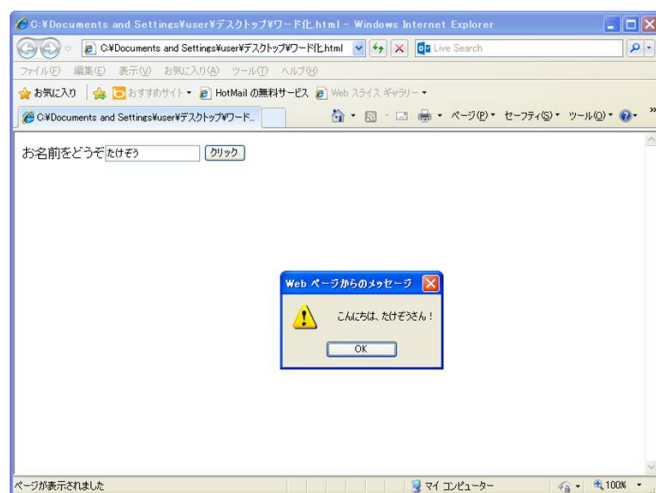 C:¥Documents and Settings¥user¥デスクトップ¥ワード化.html - Windows Internet Explorer
C:¥Documents and Settings¥user¥デスクトップ¥ワード化.html
Live Search
ファイル(F) 編集(E) 表示(V) お気に入り(A) ツール(T) ヘルプ(H)
お気に入り おすすめサイト HotMail の無料サービス Web スライス ギャラリー
C:¥Documents and Settings¥user¥デスクトップ¥ワード... ページ(P) セーフティ(S) ツール(O)
お名前をどうぞ たけぞう クリック
Web ページからのメッセージ
こんにちは、たけぞうさん！
OK
ページが表示されました マイ コンピューター 100%